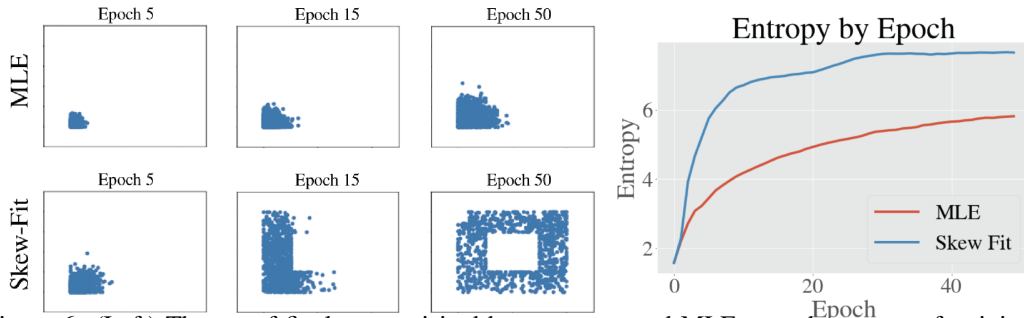 Epoch 5
Epoch 15
Epoch 50
MLE
Epoch 5
Epoch 15
Epoch 50
Skew-Fit
Entropy by Epoch
Entropy
6
4
2
MLE
Skew Fit
0
20
40
Epoch